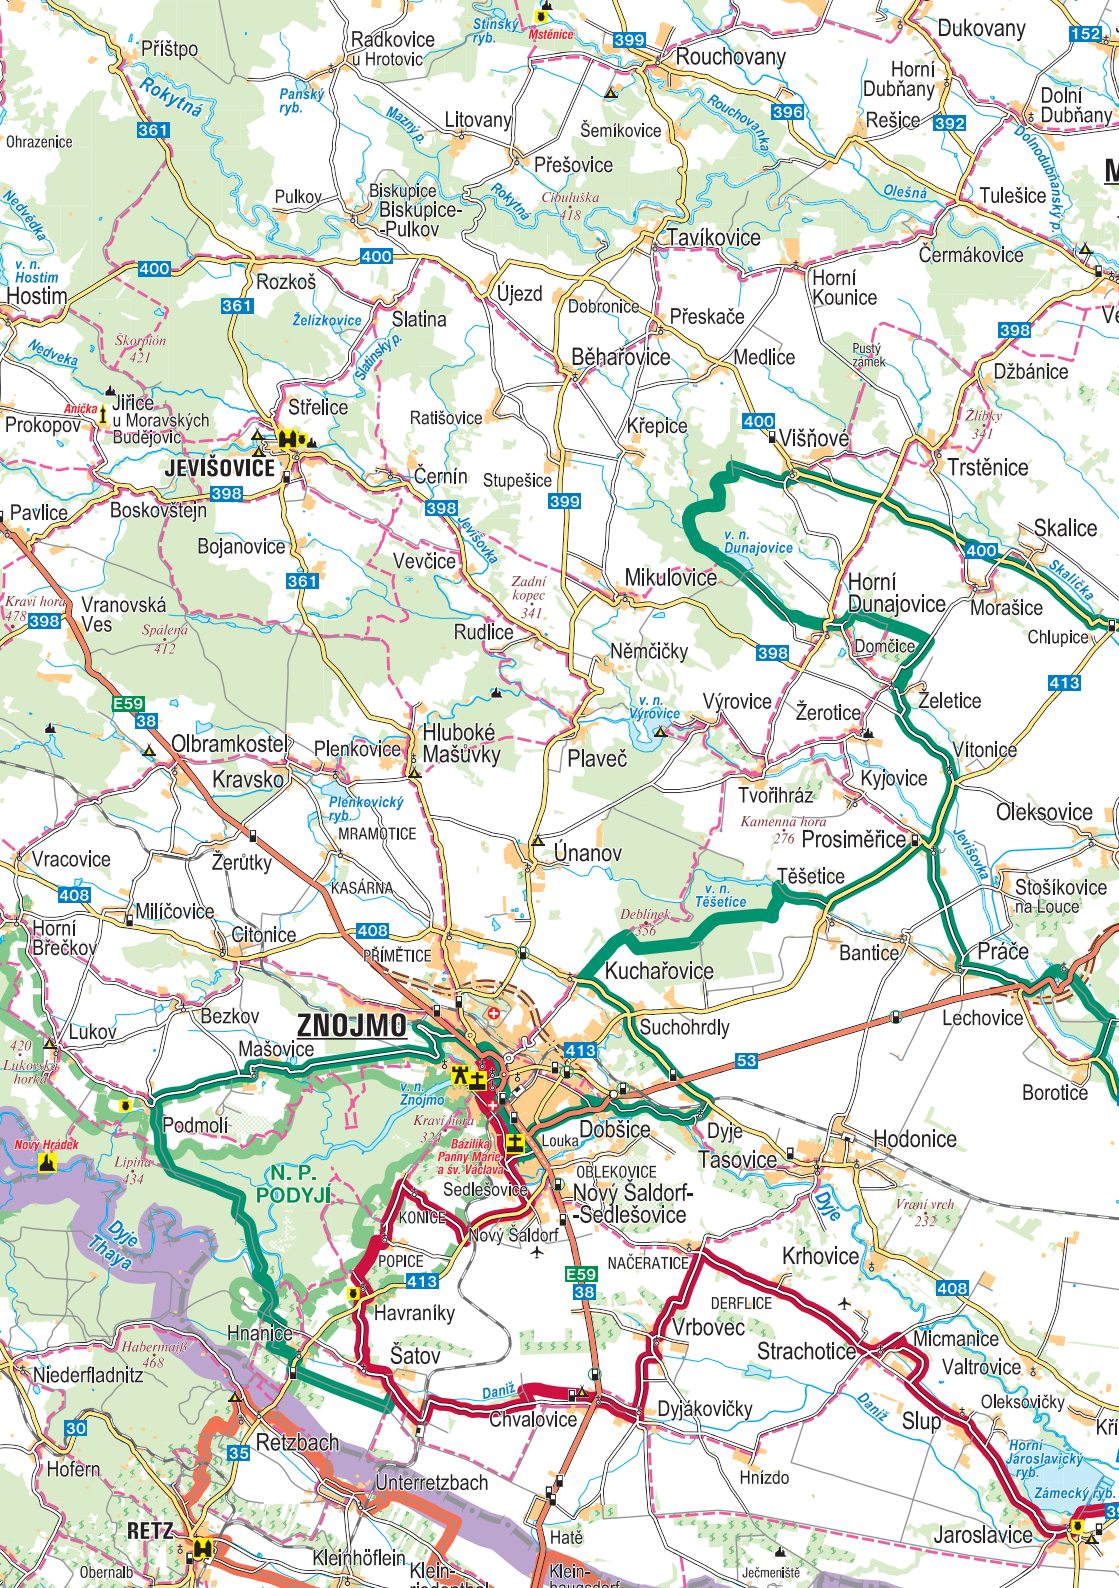 Příštpo
Radkovice
u Hrotovic
Stínský
ryb.
Mstěnice
399
Rouchovany
Dukovany
152
Rokytná
Panský
ryb.
Horní
Dubňany
Dolní
Dubňany
361
Ohrazenice
Mazný p.
Litovany
Šemíkovice
Rouchovanka
396
Rešice
392
Přešovice
Dolnodubňanský p.
Nedvědka
Pulkov
Biskupice
Biskupice-
-Pulkov
Rokytná
Cibuluška
418
Olešná
Tulešice
M
Tavíkovice
v. n.
Hostim
400
400
Čermákovice
Hostim
Rozkoš
361
Újezd
Dobronice
Horní
Kounice
Želízkovice
Slatina
Přeskače
398
Vé
Škorpion
421
Nedveka
Slatinský p.
Běhařovice
Medlice
Pustý
zámek
Džbánice
Anička
Jiřice
u Moravských
Budějovic
Prokopov
Střelice
Ratišovice
Křepice
400
Višňové
Žlíbky
341
JEVIŠOVICE
Černín
Stupešice
Trstěnice
398
398
399
Pavlice
Boskovštejn
Jevišovka
Skalice
Bojanovice
v. n.
Dunajovice
400
Vevčice
Skalička
361
Zadní
kopec
341
Mikulovice
Horní
Dunajovice
Kraví hora
478
398
Vranovská
Ves
Morašice
Spálená
412
Rudlice
Chlupice
Němčičky
398
Domčice
413
E59
38
v. n.
Výrovice
Výrovice
Žerotice
Želetice
Olbramkostel
Plenkovice
Hluboké
Mašůvky
Plaveč
Vítonice
Kravsko
Tvořihráz
Kyjovice
Plenkovický
ryb.
MRAMOTICE
Oleksovice
Kamenná hora
276
Prosiměřice
Vracovice
Žerůtky
Únanov
Jevišovka
408
KASÁRNA
v. n.
Těšetice
Těšetice
Stošíkovice
na Louce
Milíčovice
Deblínek
356
Horní
Břečkov
Citonice
408
PŘÍMĚTICE
Bantice
Práče
Kuchařovice
Bezkov
ZNOJMO
Suchohrdly
Lechovice
Lukov
Mašovice
420
Lukovská
horka
413
53
v. n.
Znojmo
Borotice
Podmolí
Kraví hora
324
Nový Hrádek
Bazilika
Panny Marie
a sv. Václava
Louka
Dobšice
Dyje
Hodonice
Lipina
434
N. P.
PODYJÍ
OBLEKOVICE
Tasovice
Sedlešovice
Nový Šaldorf-
-Sedlešovice
Dyje
Vraní vrch
232
KONICE
Dyje
Thaya
Nový Šaldorf
POPICE
NAČERATICE
Krhovice
E59
38
413
408
Havraníky
DERFLICE
Hnanice
Vrbovec
Micmanice
Habermaiß
468
Šatov
Strachotice
Valtrovice
Niederfladnitz
Daníž
Oleksovičky
Chvalovice
Dyjákovičky
Daníž
Slup
30
Kří
35
Retzbach
Horní
Jaroslavický
ryb.
Hofern
Unterretzbach
Hnízdo
Zámecký ryb.
RETZ
Hatě
Jaroslavice
Kleinhöflein
Obernalb
Klein-
Klein-
haugsdorf
Ječmeniště